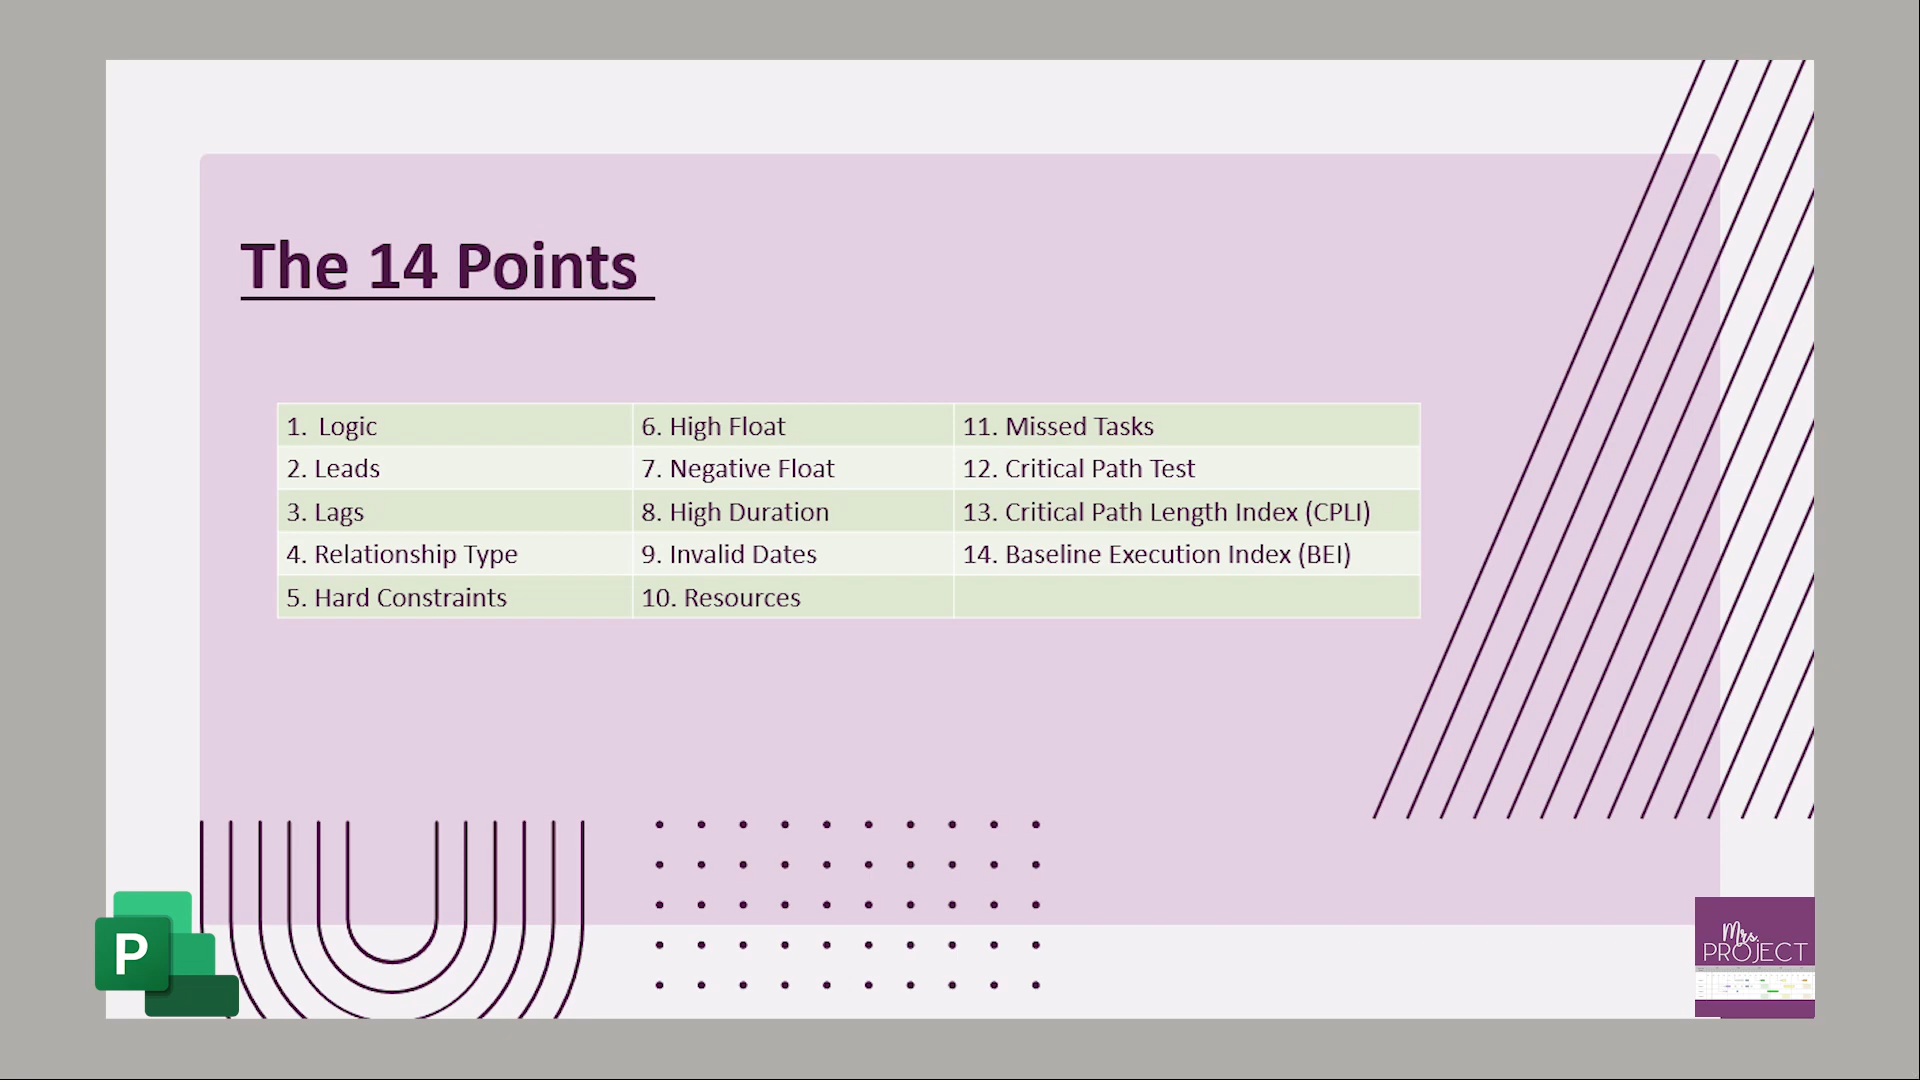 The 14 Points
1. Logic
2. Leads
3. Lags
4. Relationship Type
5. Hard Constraints
6. High Float
7. Negative Float
8. High Duration
9. Invalid Dates
10. Resources
11. Missed Tasks
12. Critical Path Test
13. Critical Path Length Index (CPLI)
14. Baseline Execution Index (BEI)
P
Mrs.
PROJECT